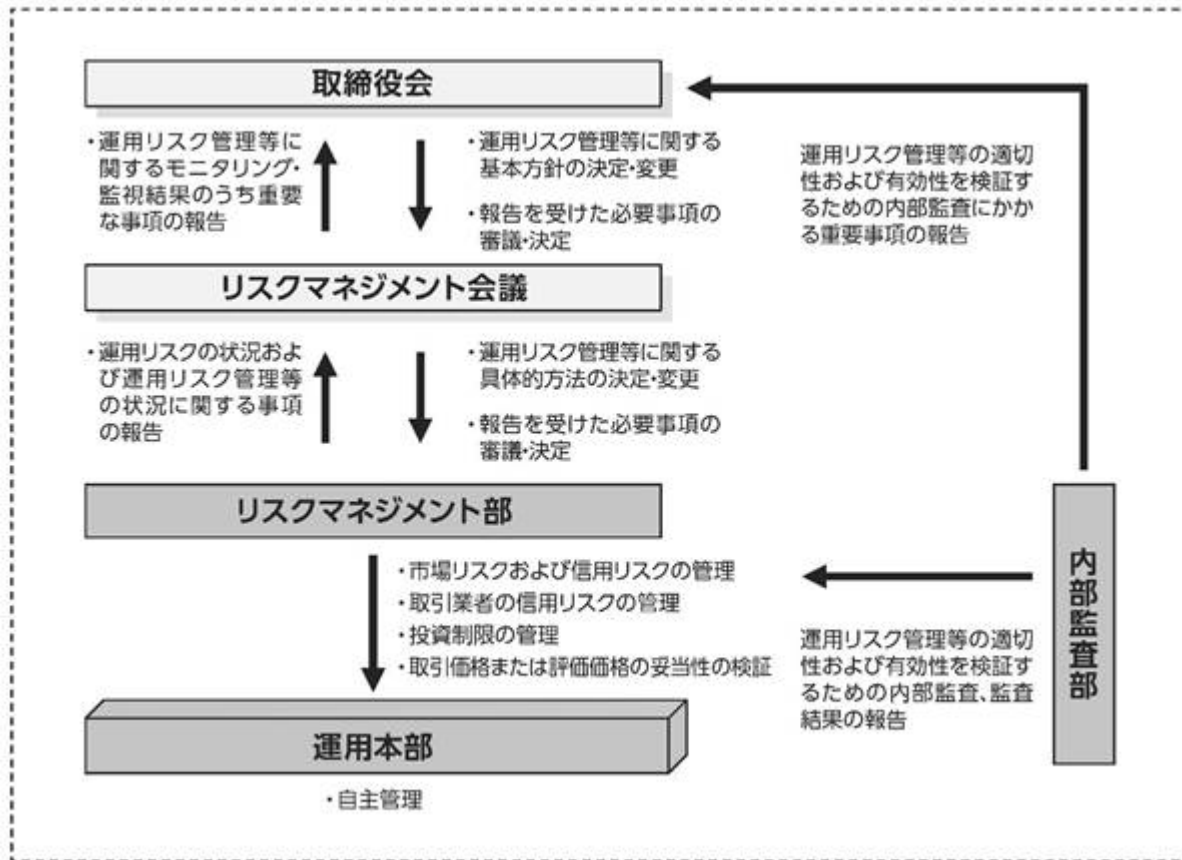 取締役会
・運用リスク管理等に
関するモニタリング・
監視結果のうち重要
な事項の報告
・運用リスク管理等に関する
基本方針の決定・変更
・報告を受けた必要事項の
審議・決定
運用リスク管理等の適切
性および有効性を検証す
るための内部監査にかか
る重要事項の報告
リスクマネジメント会議
・運用リスクの状況およ
び運用リスク管理等
の状況に関する事項
の報告
・運用リスク管理等に関する
具体的方法の決定・変更
・報告を受けた必要事項の
審議・決定
リスクマネジメント部
・市場リスクおよび信用リスクの管理
・取引業者の信用リスクの管理
・投資制限の管理
・取引価格または評価価格の妥当性の検証
内部監査部
運用リスク管理等の適切
性および有効性を検証す
るための内部監査、監査
結果の報告
運用本部
・自主管理